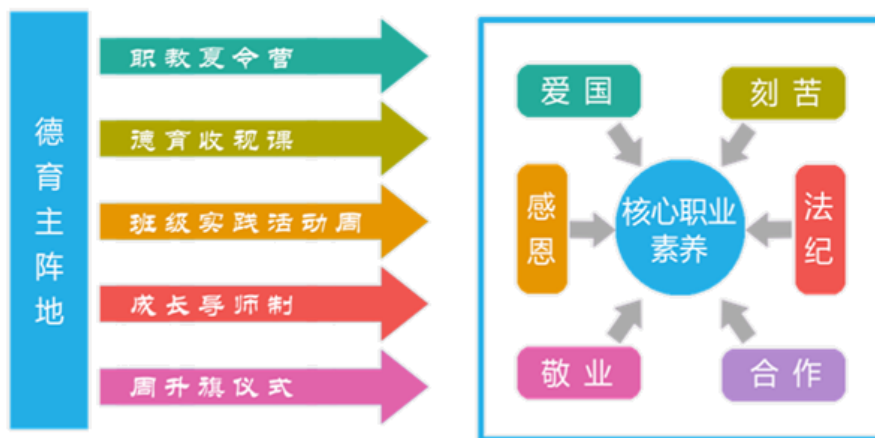 德育主阵地
职教夏令营
德育收视课
班级实践活动周
成长导师制
周升旗仪式
爱国
刻苦
感恩
核心职业
素养
法纪
敬业
合作